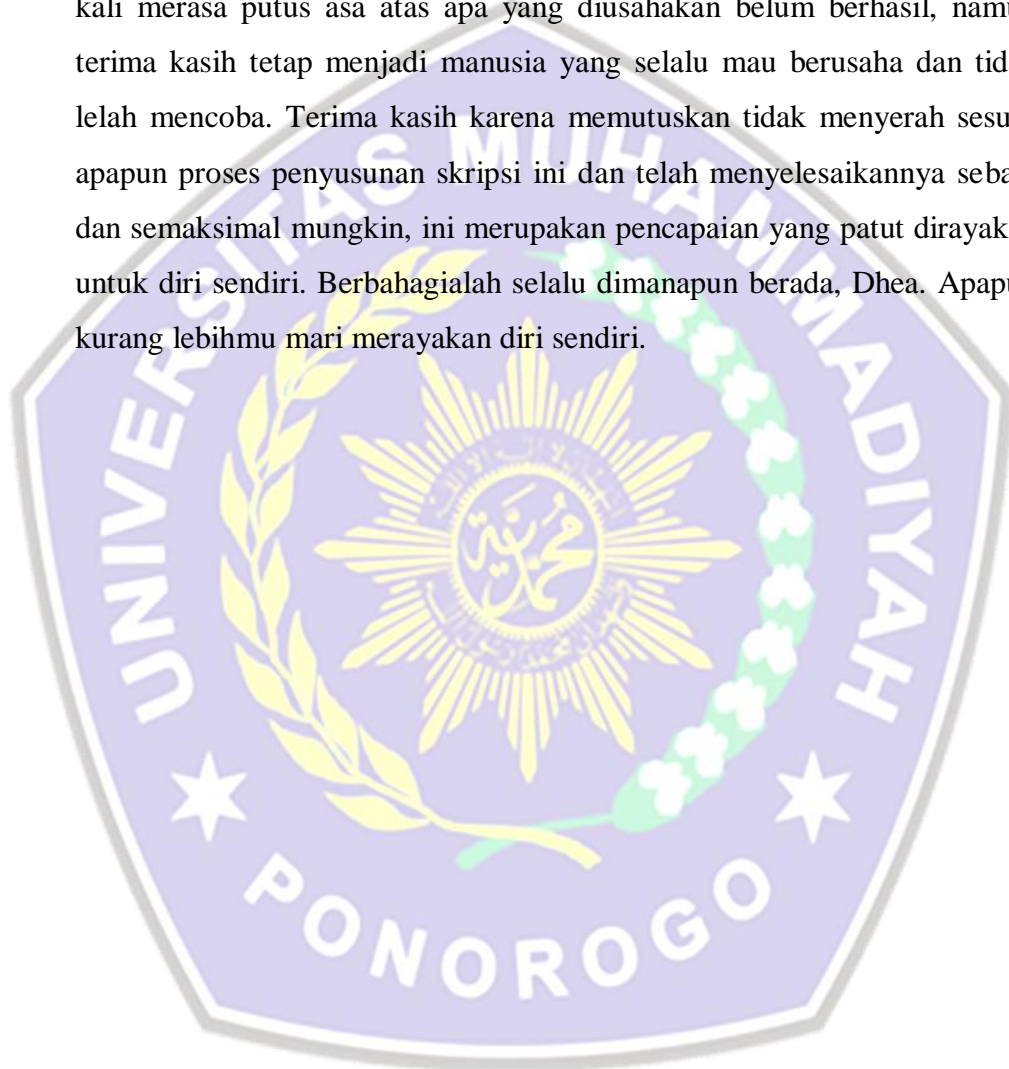 kali merasa putus asa atas apa yang diusahakan belum berhasil, namu
terima kasih tetap menjadi manusia yang selalu mau berusaha dan tida
lelah mencoba. Terima kasih karena memutuskan tidak menyerah sesu
apapun proses penyusunan skripsi ini dan telah menyelesaikannya seba
dan semaksimal mungkin, ini merupakan pencapaian yang patut dirayak
untuk diri sendiri. Berbahagialah selalu dimanapun berada, Dhea. Apapu
kurang lebihmu mari merayakan diri sendiri.
UNIVERSITAS MUHAMMADIYAH
محمدية
PONOROGO